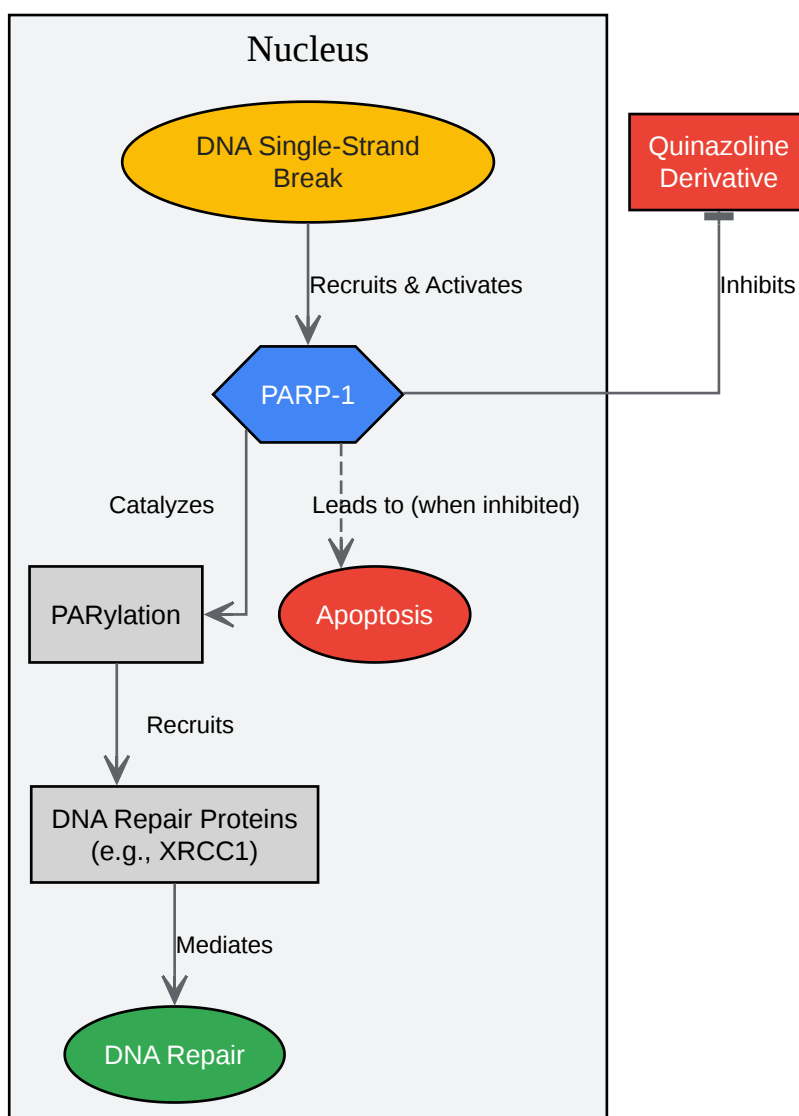 Nucleus
DNA Single-Strand
Break
Quinazoline
Derivative
Recruits & Activates
Inhibits
PARP-1
Catalyzes
Leads to (when inhibited)
PARylation
Apoptosis
Recruits
DNA Repair Proteins
(e.g., XRCC1)
Mediates
DNA Repair